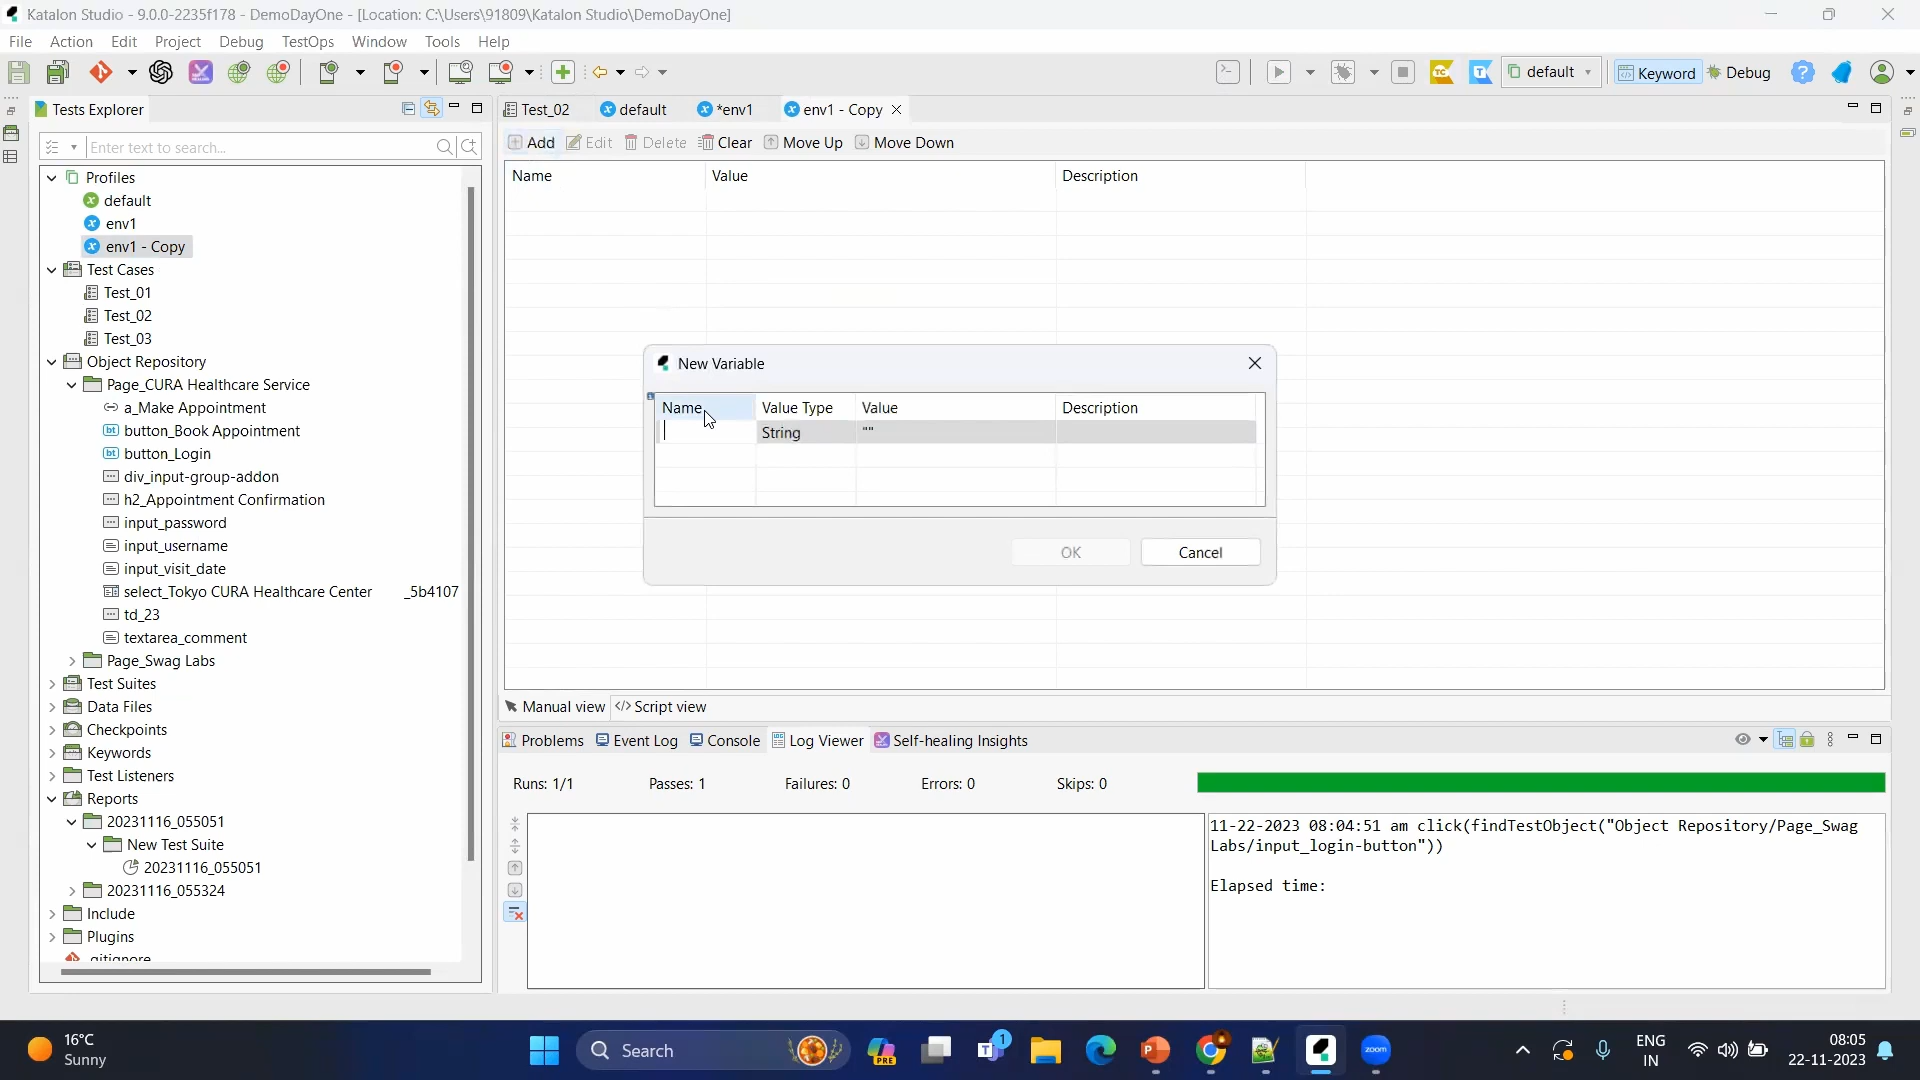 Katalon Studio - 9.0.0-2235f178 - DemoDayOne - [Location: C:\Users\91809\Katalon Studio\DemoDayOne]
File Action Edit Project Debug TestOps Window Tools Help
default Keyword Debug
Tests Explorer
Test_02 default *env1 env1 - Copy
Enter text to search...
Add Edit Delete Clear Move Up Move Down
Name Value Description
Profiles
default
env1
env1 - Copy
Test Cases
Test_01
Test_02
Test_03
Object Repository
Page_CURA Healthcare Service
a_Make Appointment
button_Book Appointment
button_Login
div_input-group-addon
h2_Appointment Confirmation
input_password
input_username
input_visit_date
select_Tokyo CURA Healthcare Center _5b4107
td_23
textarea_comment
Page_Swag Labs
Test Suites
Data Files
Checkpoints
Keywords
Test Listeners
Reports
20231116_055051
New Test Suite
20231116_055051
20231116_055324
Include
Plugins
.gitignore
New Variable
Name Value Type Value Description
String ""
OK Cancel
Manual view </> Script view
Problems Event Log Console Log Viewer Self-healing Insights
Runs: 1/1 Passes: 1 Failures: 0 Errors: 0 Skips: 0
11-22-2023 08:04:51 am click(findTestObject("Object Repository/Page_Swag
Labs/input_login-button"))
Elapsed time:
16°C
Sunny
Search
PRE
1
zoom
ENG
IN
08:05
22-11-2023